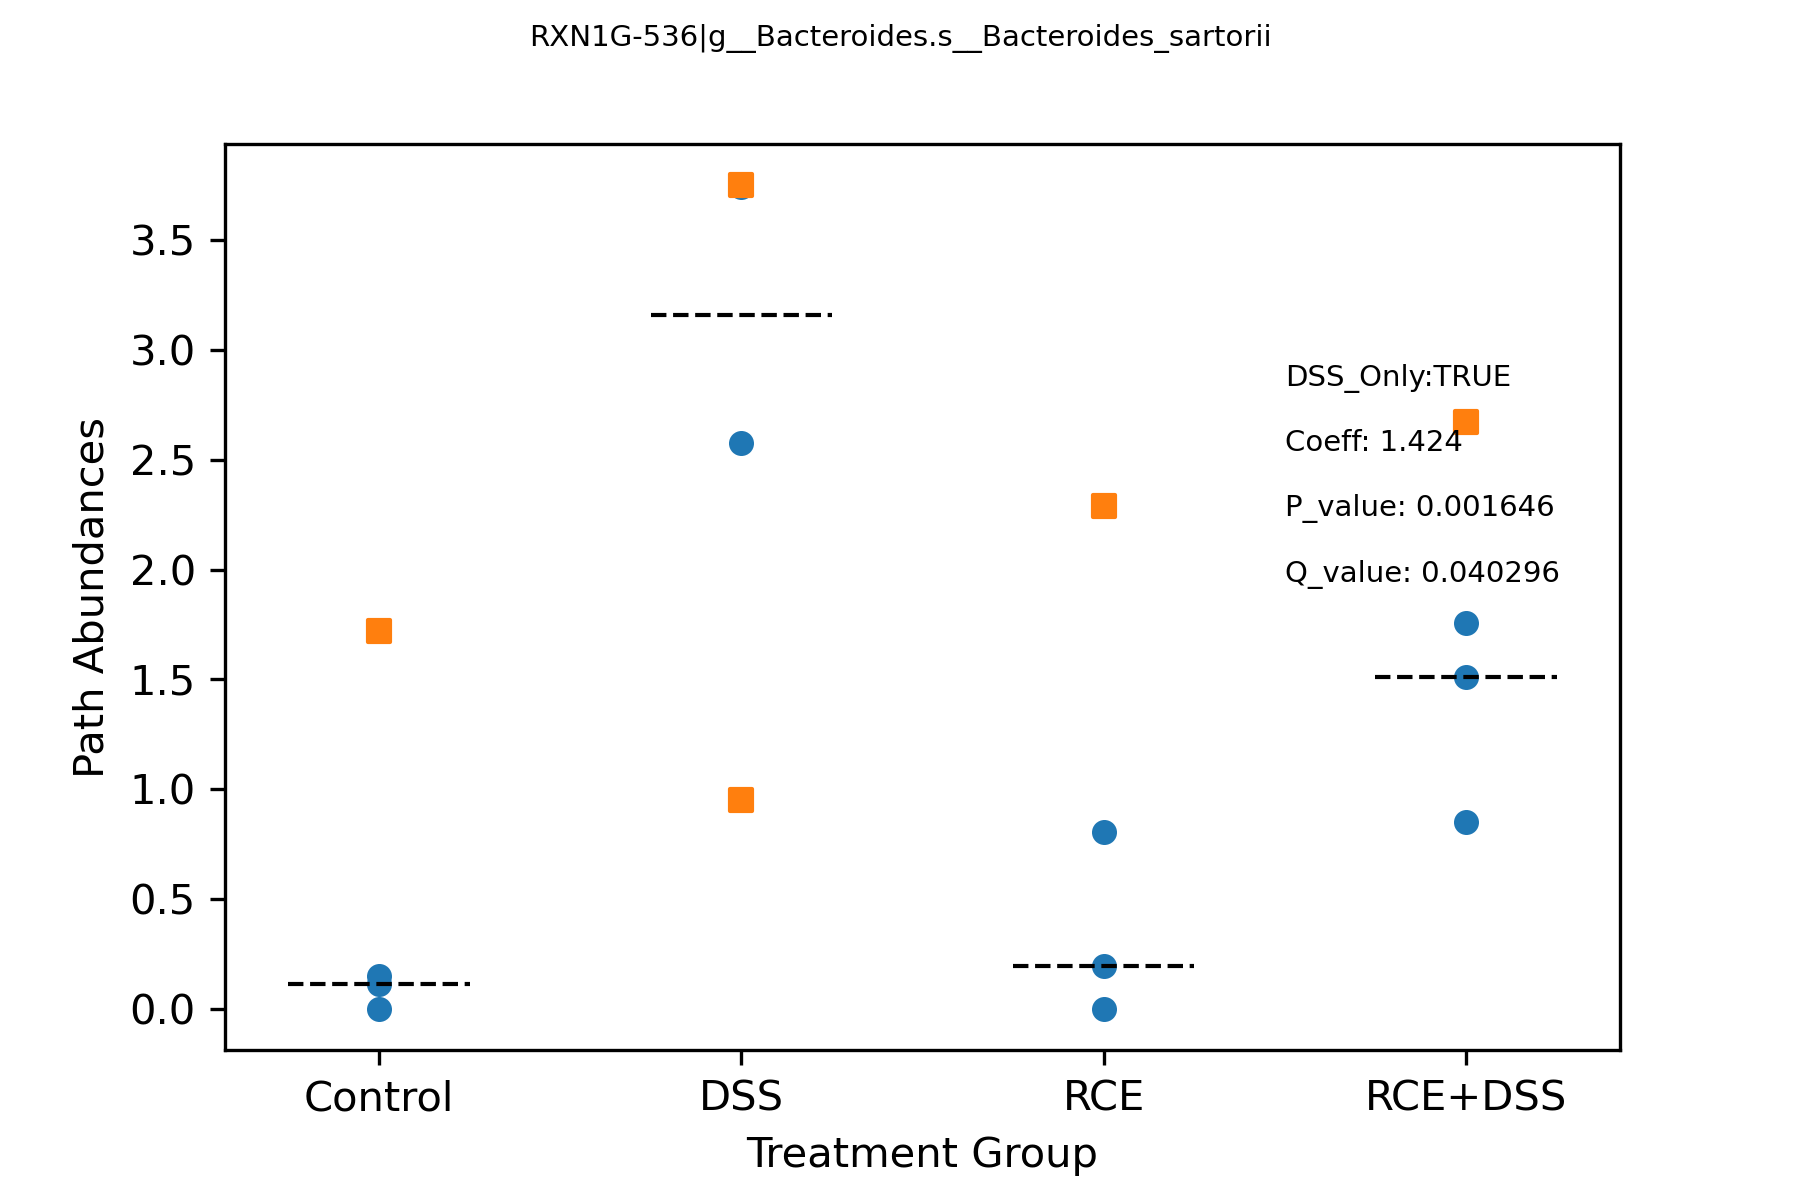 RXN1G-536|g__Bacteroides.s__Bacteroides_sartorii
Path Abundances
3.5
3.0
2.5
2.0
1.5
1.0
0.5
0.0
DSS_Only:TRUE
Coeff: 1.424
P_value: 0.001646
Q_value: 0.040296
Control DSS RCE RCE+DSS
Treatment Group